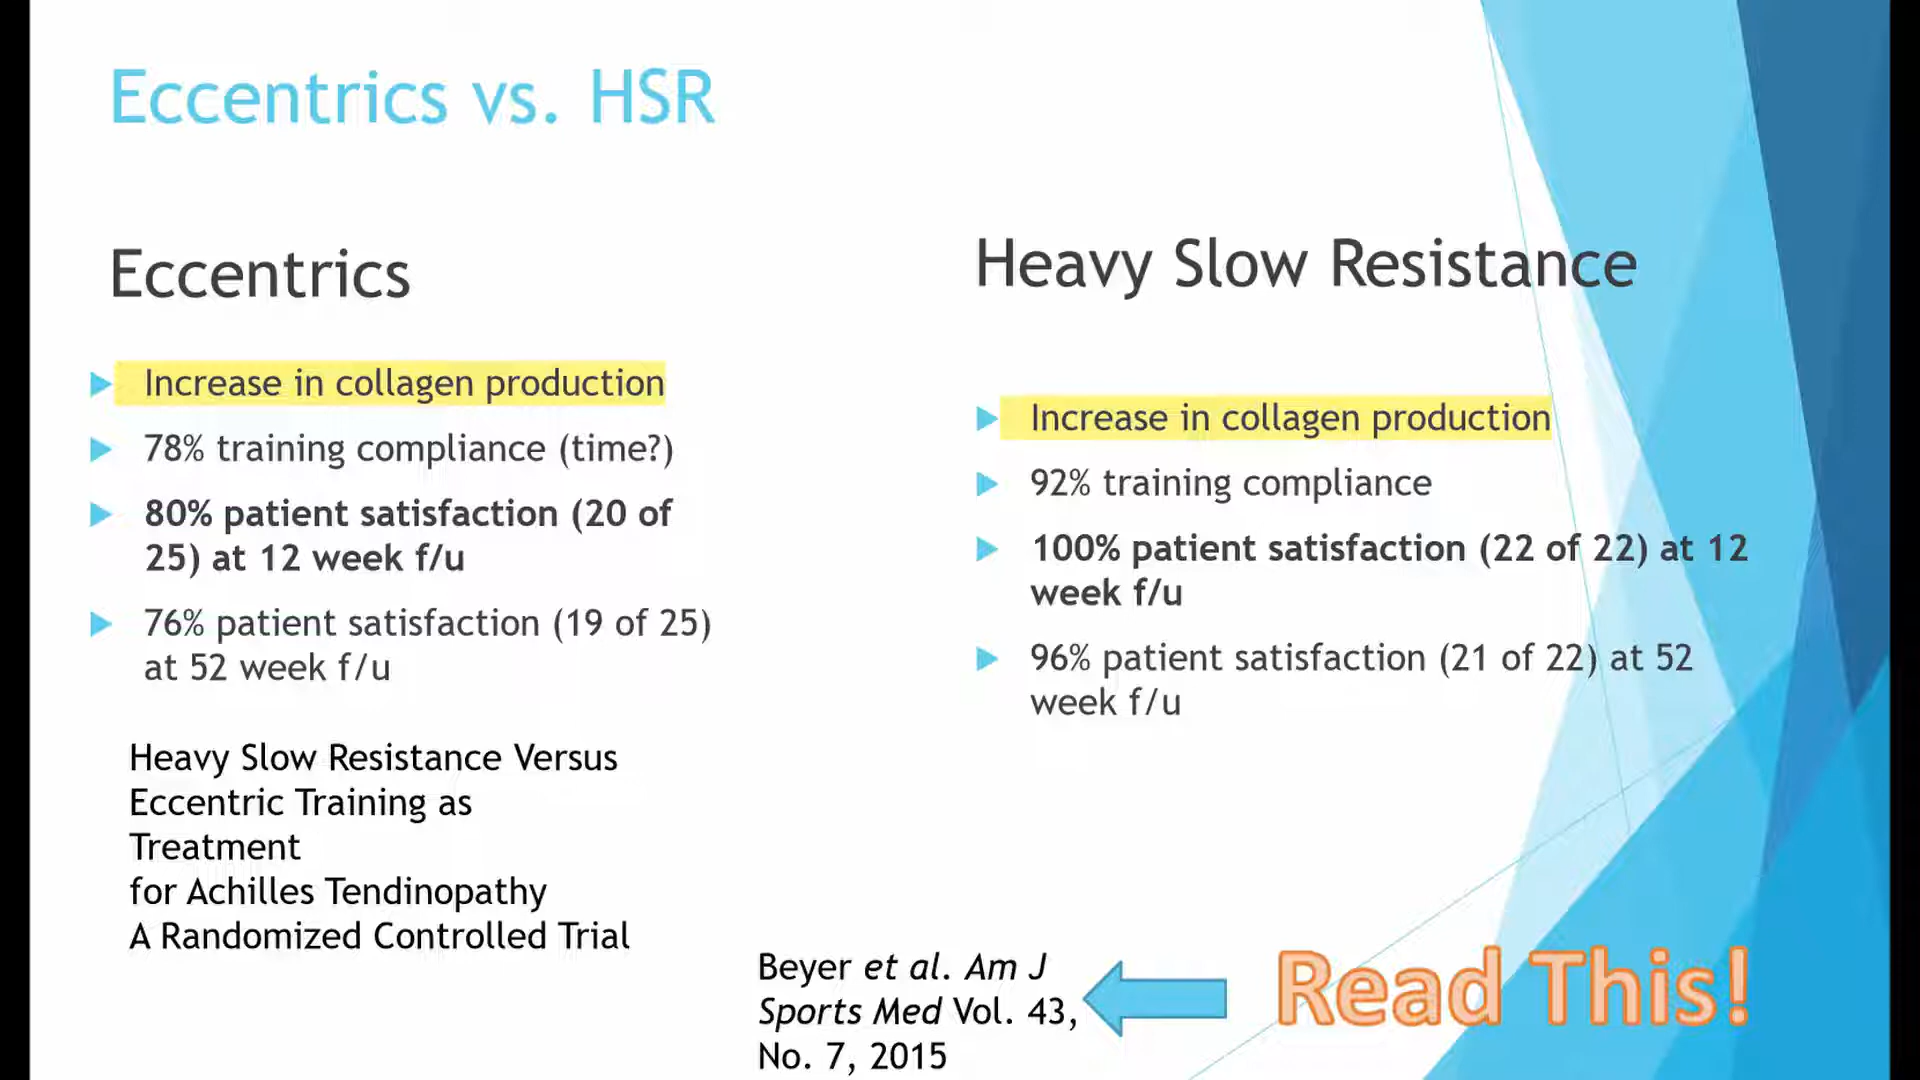 Eccentrics vs. HSR
Eccentrics
Increase in collagen production
78% training compliance (time?)
80% patient satisfaction (20 of
25) at 12 week f/u
76% patient satisfaction (19 of 25)
at 52 week f/u
Heavy Slow Resistance
Increase in collagen production
92% training compliance
100% patient satisfaction (22 of 22) at 12
week f/u
96% patient satisfaction (21 of 22) at 52
week f/u
Heavy Slow Resistance Versus
Eccentric Training as
Treatment
for Achilles Tendinopathy
A Randomized Controlled Trial
Beyer et al. Am J
Sports Med Vol. 43,
No. 7, 2015
Read This!